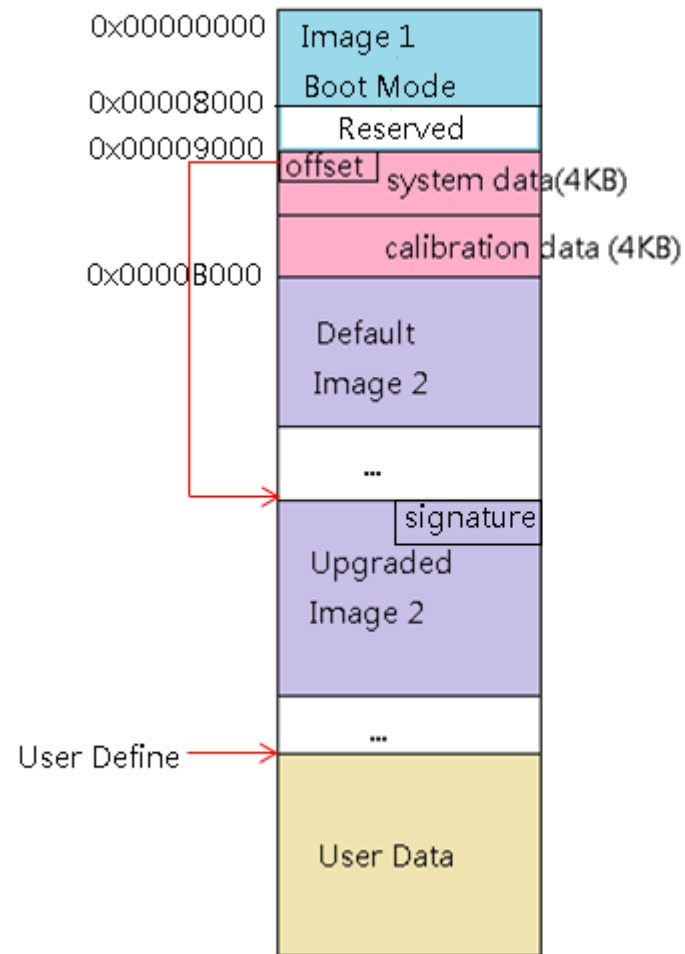 0x00000000
Image 1
Boot Mode
0x00008000
Reserved
0x00009000
offset
system data(4KB)
calibration data (4KB)
0x0000B000
Default
Image 2
...
signature
Upgraded
Image 2
...
User Define
User Data